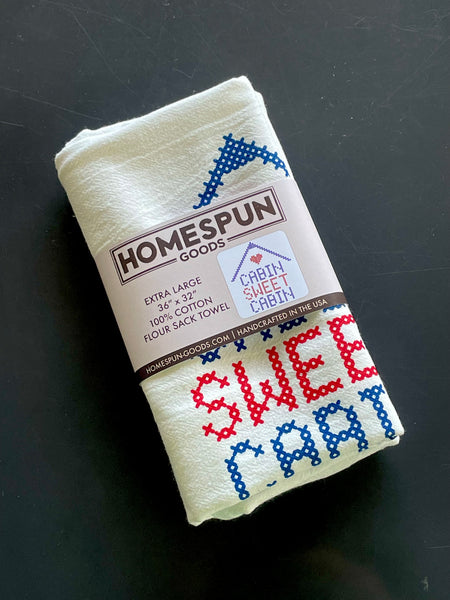 HOMESPUN
GOODS
EXTRA LARGE
36" x 32"
100% COTTON
FLOUR SACK TOWEL
CABIN
SWEET
CABIN
HOMESPUN-GOODS.COM | HANDCRAFTED IN THE USA
SWEE